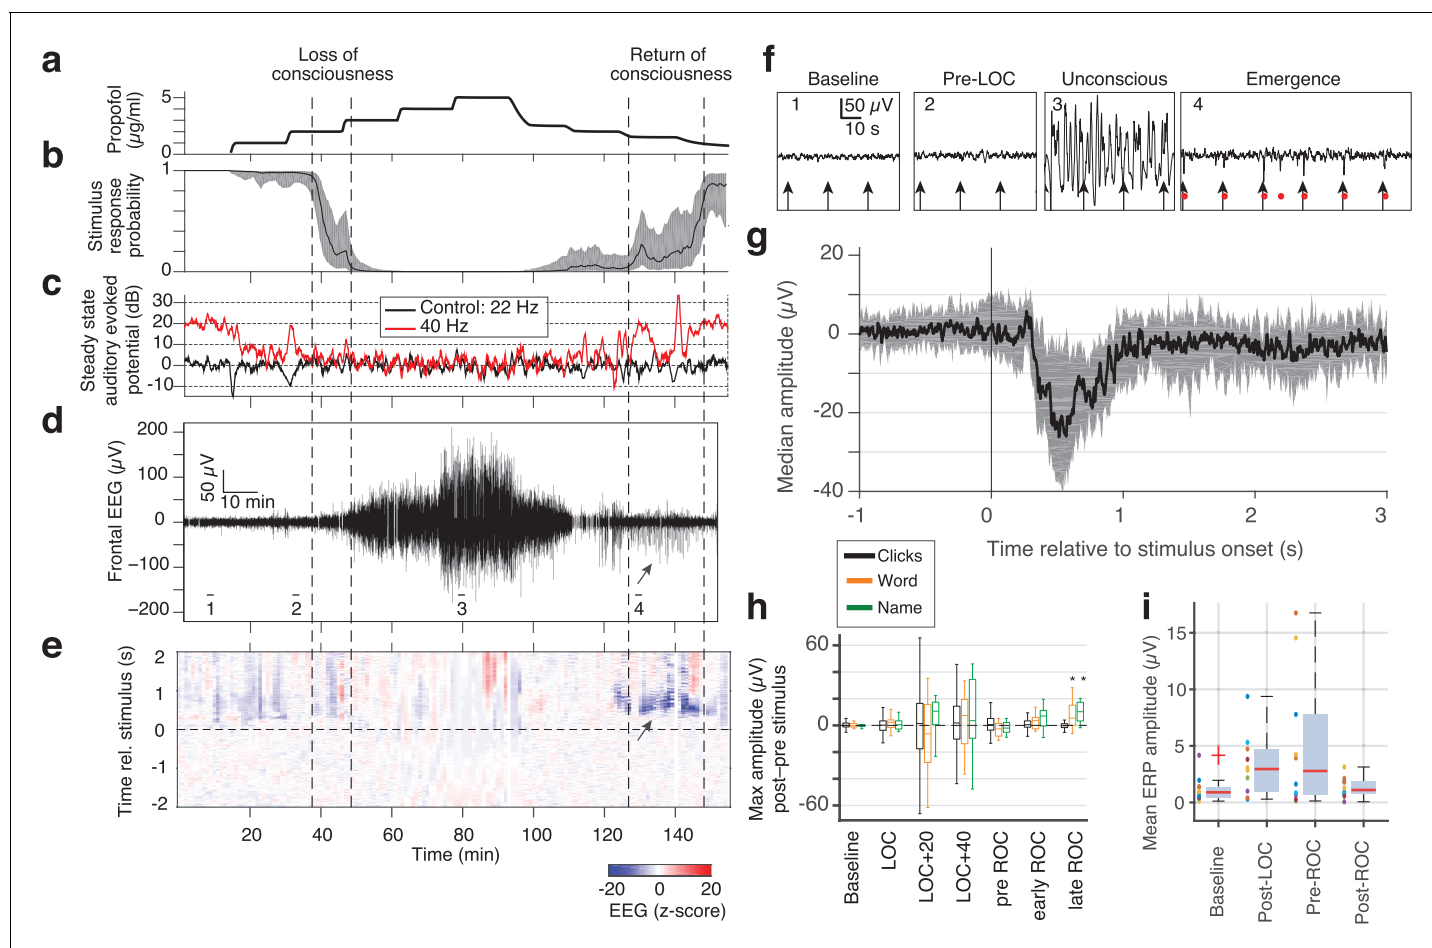 a
Loss of
consciousness
Return of
consciousness
Propofol
(µg/ml)
5
0
b
Stimulus
response
probability
1
0
c
Steady state
auditory evoked
potential (dB)
30
20
10
0
-10
Control: 22 Hz
40 Hz
d
Frontal EEG (µV)
200
100
0
−100
−200
50 µV
10 min
1
2
3
4
e
Time rel. stimulus (s)
2
1
0
-1
-2
20
40
60
80
100
120
140
Time (min)
-20
0
20
EEG (z-score)
f
Baseline
Pre-LOC
Unconscious
Emergence
1
50 µV
10 s
2
3
4
g
Median amplitude (µV)
20
0
-20
-40
-1
0
1
2
3
Time relative to stimulus onset (s)
Clicks
Word
Name
h
Max amplitude (µV)
post–pre stimulus
60
0
-60
* *
Baseline
LOC
LOC+20
LOC+40
pre ROC
early ROC
late ROC
i
Mean ERP amplitude (µV)
15
10
5
0
Baseline
Post-LOC
Pre-ROC
Post-ROC